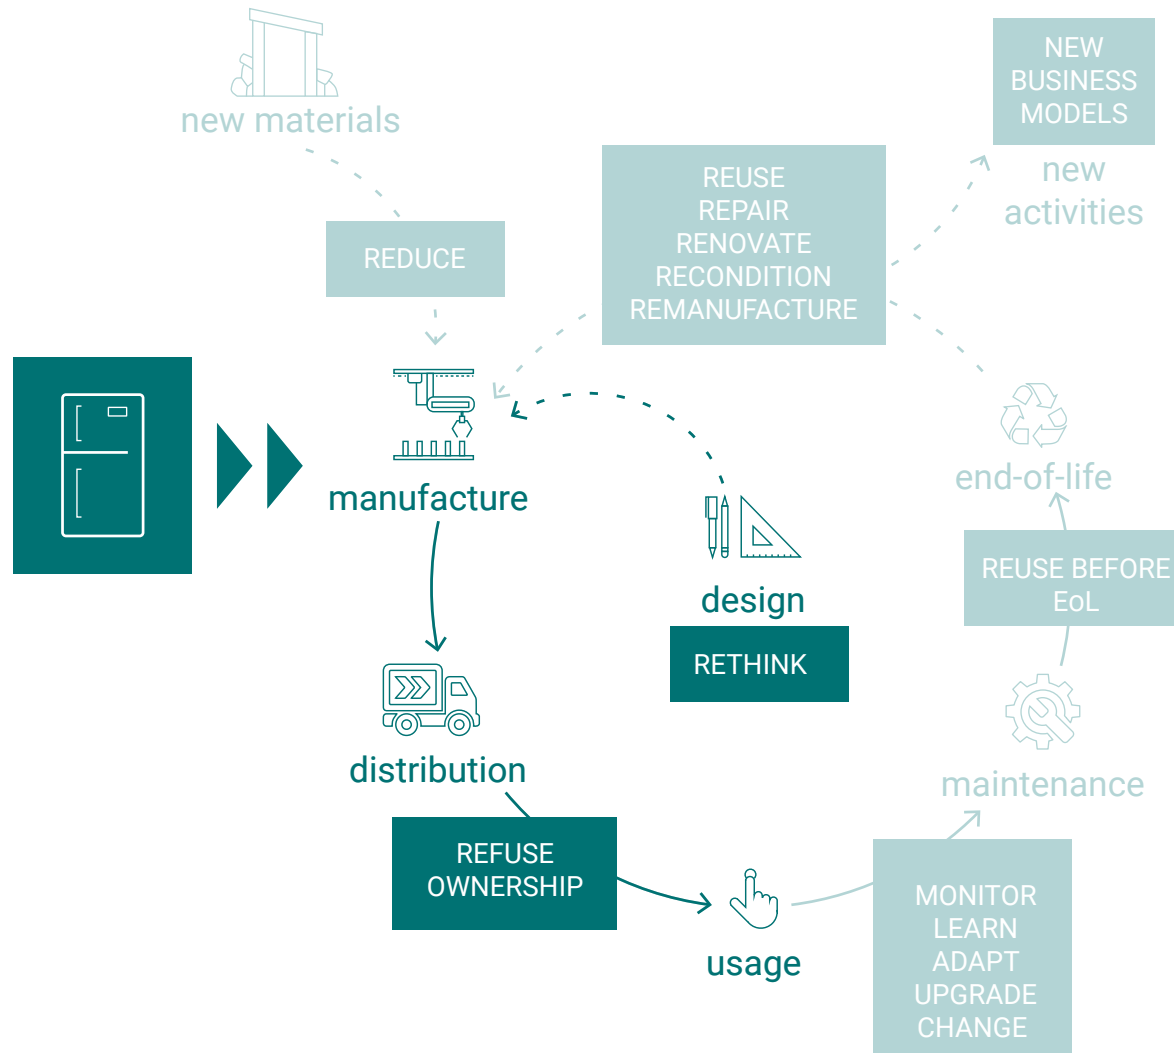 new materials
NEW
BUSINESS
MODELS
new
activities
REUSE
REPAIR
RENOVATE
RECONDITION
REMANUFACTURE
REDUCE
manufacture
end-of-life
design
RETHINK
REUSE BEFORE
EoL
distribution
maintenance
REFUSE
OWNERSHIP
usage
MONITOR
LEARN
ADAPT
UPGRADE
CHANGE